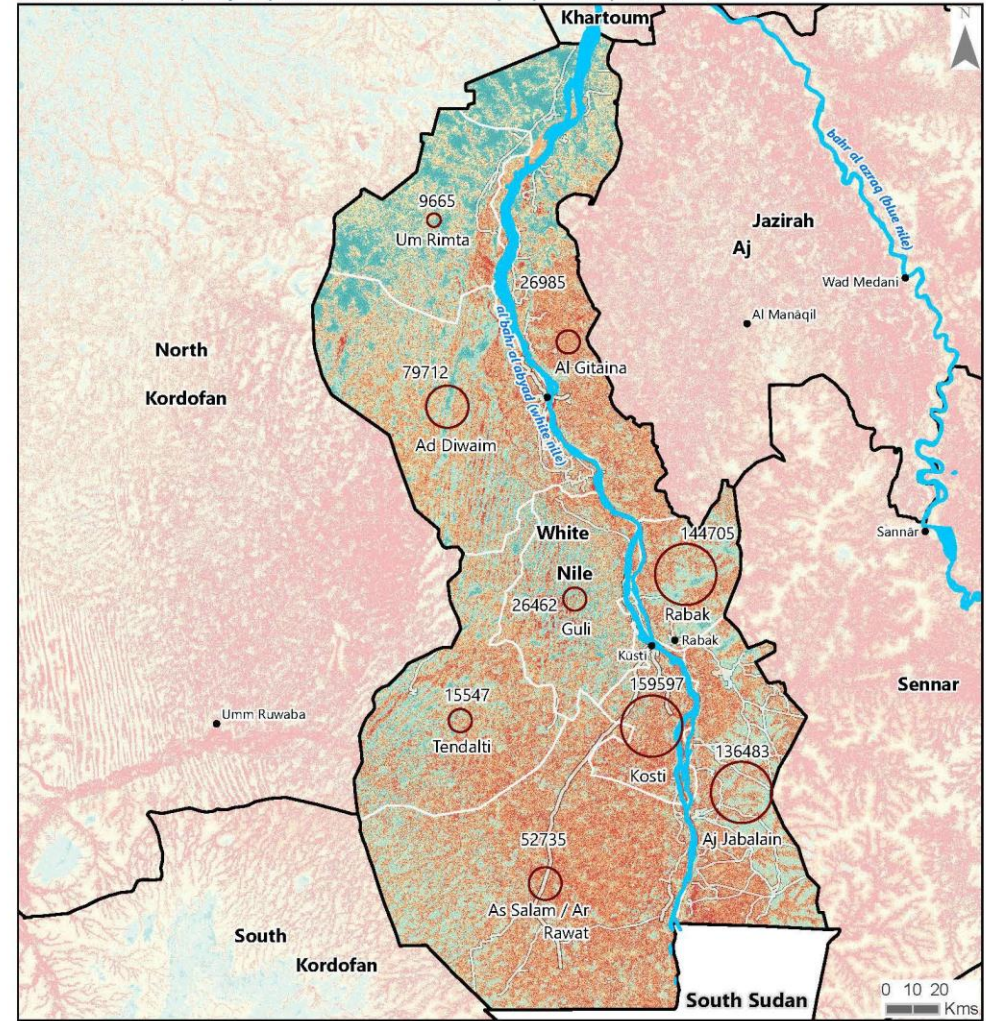 Khartoum
N
bahr al azraq (blue nile)
9665
Um Rimta
Jazirah
Aj
26985
Wad Medani
Al Manāqil
al bahr al abyad (white nile)
North
Kordofan
79712
Al Gitaina
Ad Diwaim
White
Nile
144705
Sannār
26462
Guli
Rabak
Rabak
Kūstī
159597
15547
Tendalti
Sennar
Umm Ruwaba
136483
Kosti
52735
Aj Jabalain
As Salam / Ar
Rawat
South
Kordofan
South Sudan
0 10 20
Kms